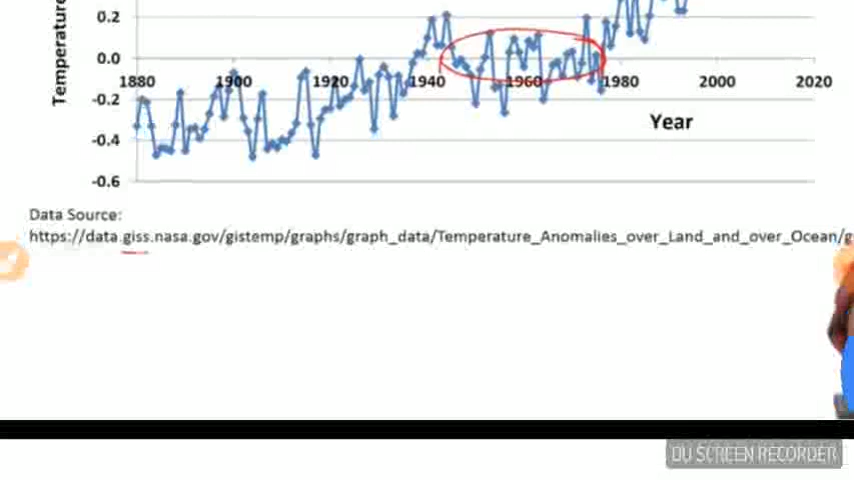 Temperature
0.2
0.0
1880 1900 1920 1940 1960 1980 2000 2020
-0.2
-0.4
Year
-0.6
Data Source:
https://data.giss.nasa.gov/gistemp/graphs/graph_data/Temperature_Anomalies_over_Land_and_over_Ocean/g
DU SCREEN RECORDER